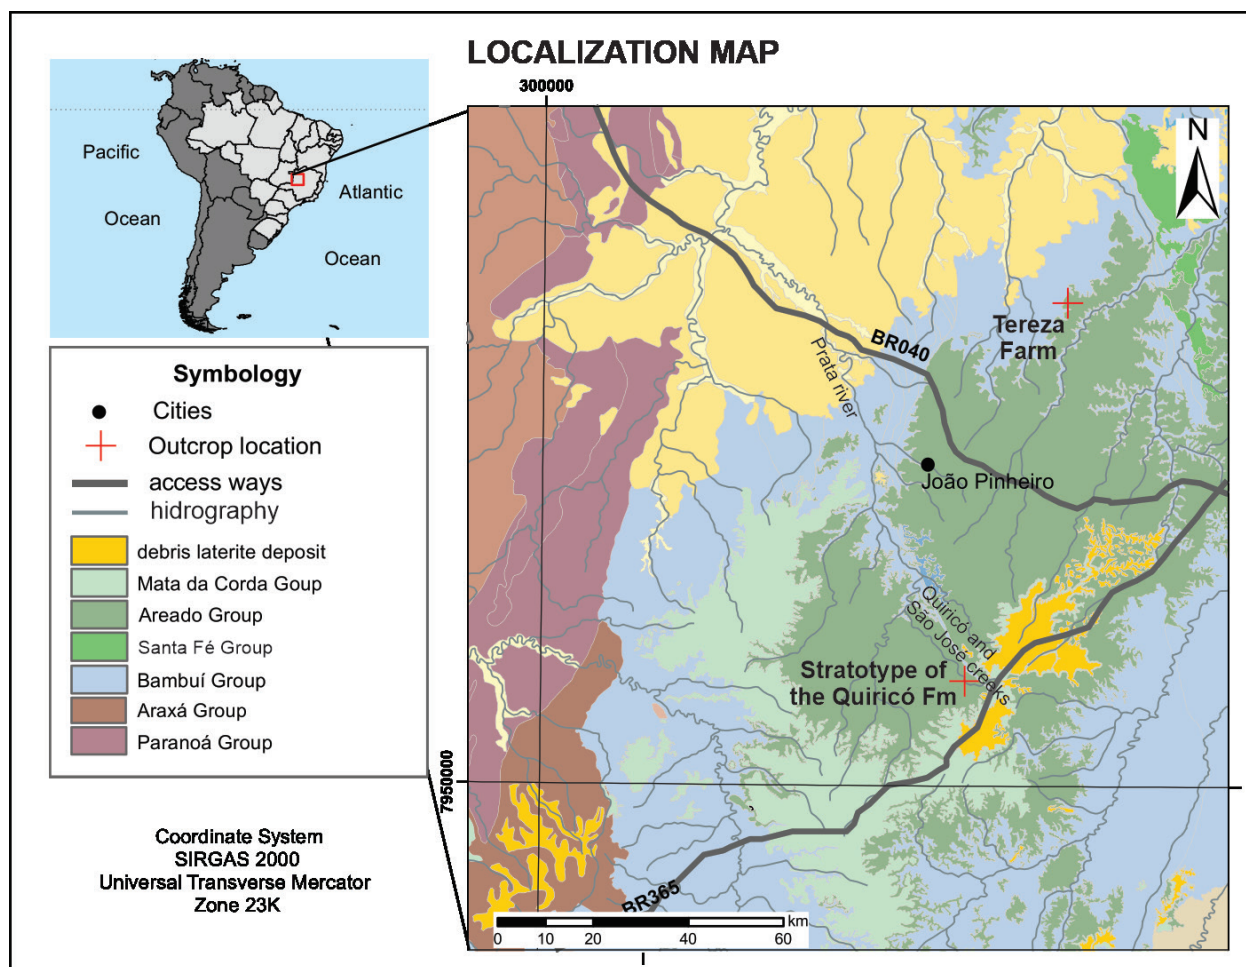 LOCALIZATION MAP
300000
Pacific
Ocean
Atlantic
Ocean
N
Tereza
Farm
BR040
Prata river
João Pinheiro
Quiricó and
São José creeks
Stratotype of
the Quiricó Fm
7950000
BR365
km
0 10 20 40 60
Symbology
Cities
Outcrop location
access ways
hidrography
debris laterite deposit
Mata da Corda Goup
Areado Group
Santa Fé Group
Bambuí Group
Araxá Group
Paranoá Group
Coordinate System
SIRGAS 2000
Universal Transverse Mercator
Zone 23K